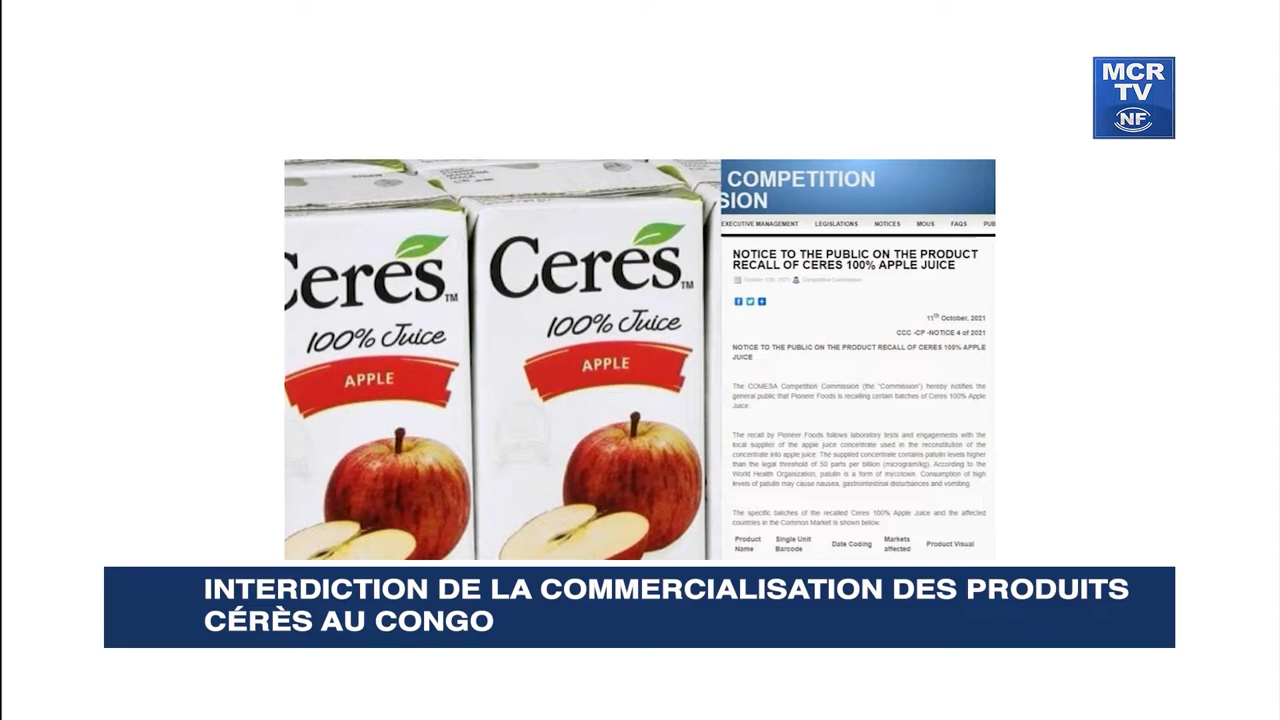 MCR
TV
NF
COMPETITION
SION
EXECUTIVE MANAGEMENT LEGISLATIONS NOTICES MOUS FAQS PUB
NOTICE TO THE PUBLIC ON THE PRODUCT
RECALL OF CERES 100% APPLE JUICE
Competition Commission
11th October, 2021
CCC -CP -NOTICE 4 of 2021
NOTICE TO THE PUBLIC ON THE PRODUCT RECALL OF CERES 100% APPLE
JUICE
The COMESA Competition Commission (the "Commission") hereby notifies the
general public that Pioneer Foods is recalling certain batches of Ceres 100% Apple
Juice.
The recall by Pioneer Foods follows laboratory tests and engagements with the
local supplier of the apple juice concentrate used in the reconstitution of the
concentrate into apple juice. The supplied concentrate contains patulin levels higher
than the legal threshold of 50 parts per billion (microgram/kg). According to the
World Health Organization, patulin is a form of mycotoxin. Consumption of high
levels of patulin may cause nausea, gastrointestinal disturbances and vomiting.
The specific batches of the recalled Ceres 100% Apple Juice and the affected
countries in the Common Market is shown below.
Product Name Single Unit Barcode Date Coding Markets affected Product Visual
Ceres™
100% Juice
APPLE
Ceres™
100% Juice
APPLE
INTERDICTION DE LA COMMERCIALISATION DES PRODUITS
CÉRÈS AU CONGO